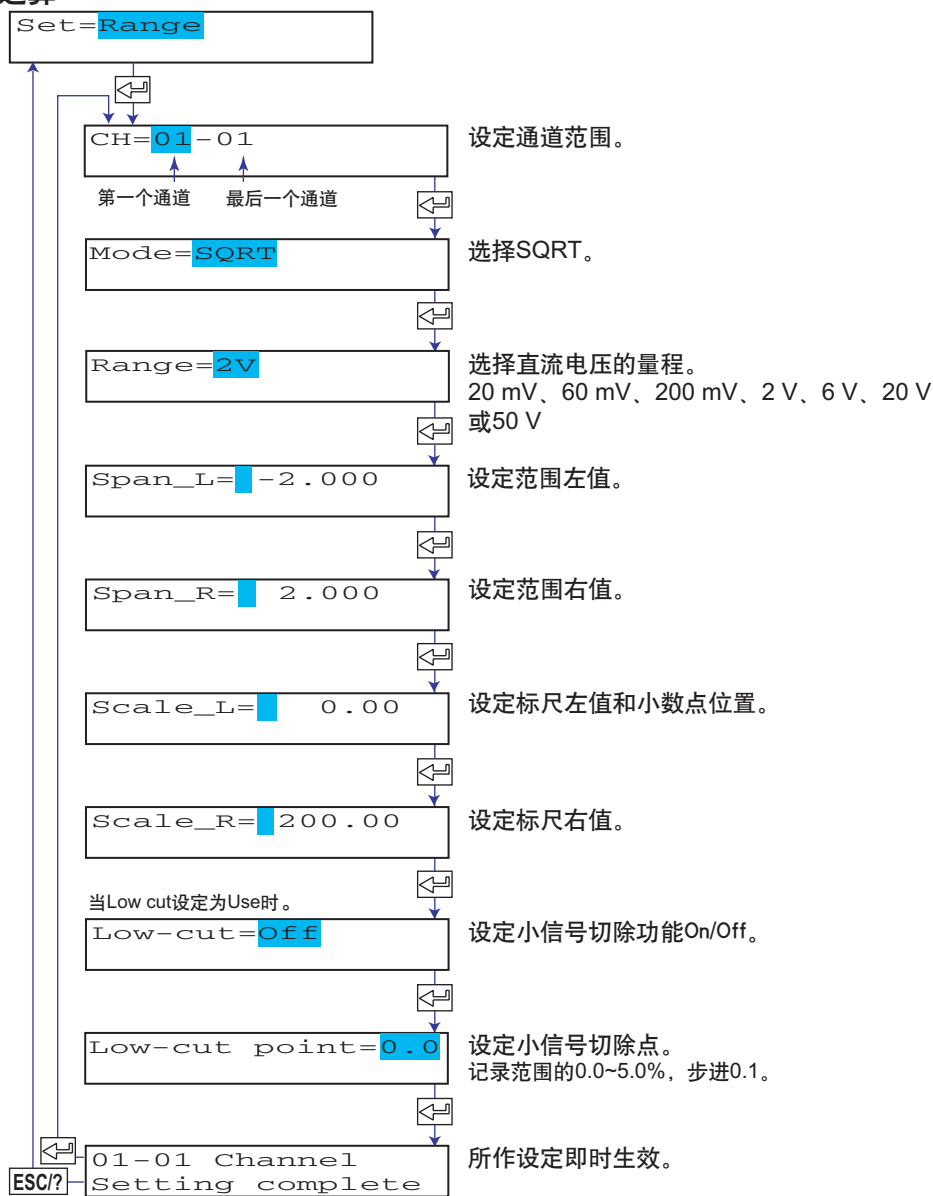 Set=Range
CH=01-01
设定通道范围。
第一个通道 最后一个通道
Mode=SQRT
选择SQRT。
Range=2V
选择直流电压的量程。
20 mV、60 mV、200 mV、2 V、6 V、20 V
或50 V
Span_L= -2.000
设定范围左值。
Span_R= 2.000
设定范围右值。
Scale_L= 0.00
设定标尺左值和小数点位置。
Scale_R= 200.00
设定标尺右值。
当Low cut设定为Use时。
Low-cut=Off
设定小信号切除功能On/Off。
Low-cut point=0.0
设定小信号切除点。
记录范围的0.0~5.0%，步进0.1。
01-01 Channel
Setting complete
所作设定即时生效。
ESC/?